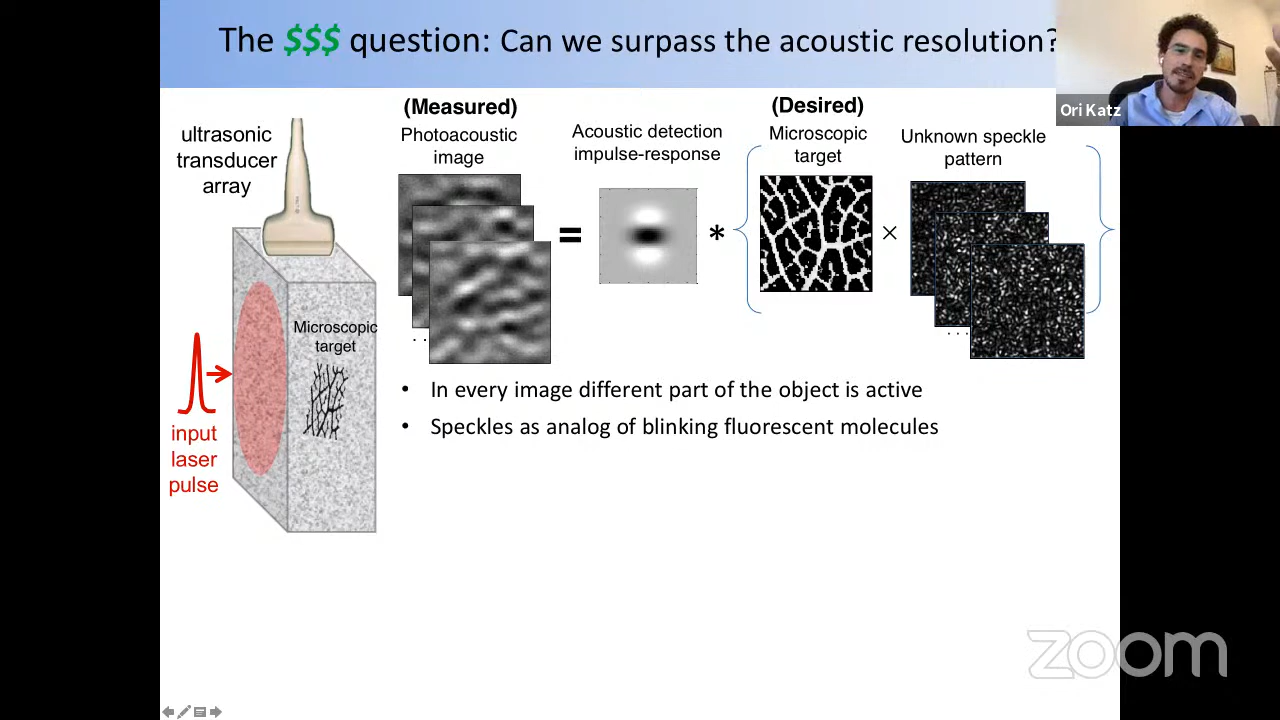 The $$$ question: Can we surpass the acoustic resolution?
Ori Katz
ultrasonic
transducer
array
(Measured)
Photoacoustic
image
Acoustic detection
impulse-response
(Desired)
Microscopic
target
Unknown speckle
pattern
=
*
×
. .
. . .
Microscopic
target
input
laser
pulse
• In every image different part of the object is active
• Speckles as analog of blinking fluorescent molecules
zoom